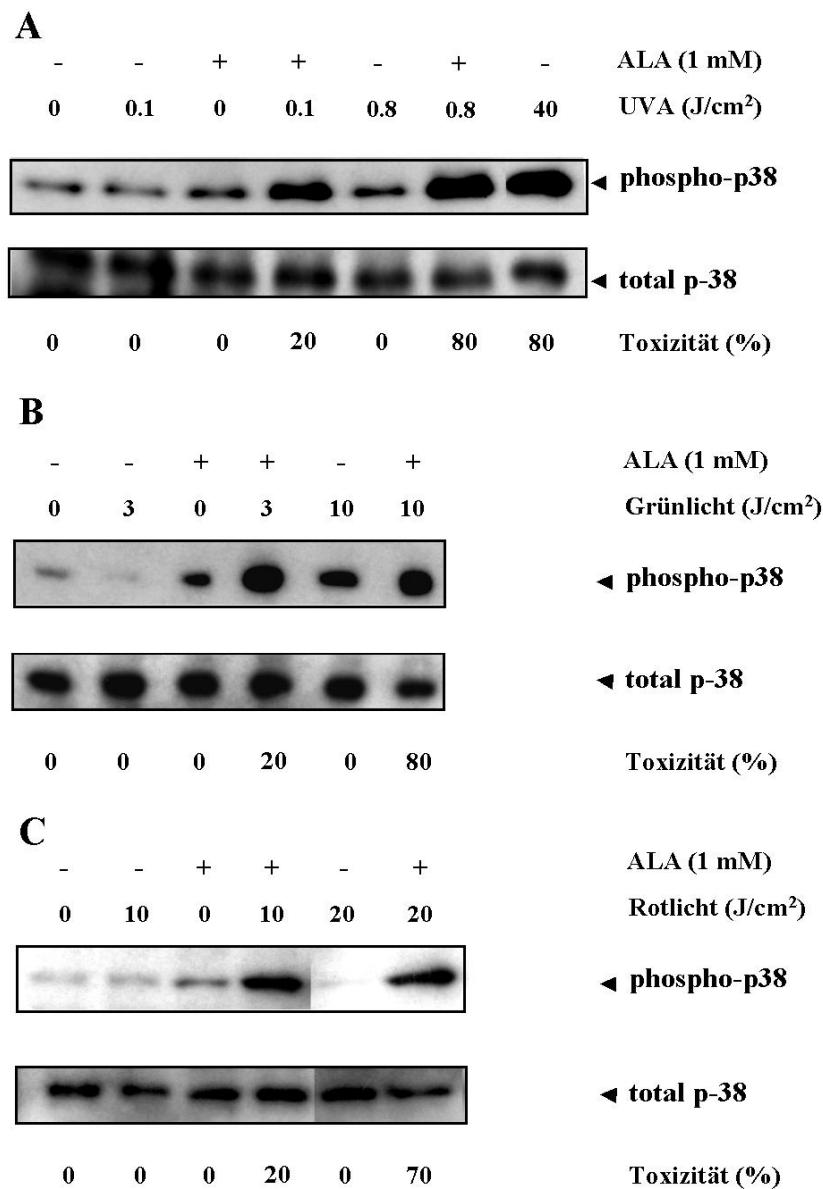 A
- - + + - + - ALA (1 mM)
0 0.1 0 0.1 0.8 0.8 40 UVA (J/cm²)
phospho-p38
total p-38
0 0 0 20 0 80 80 Toxizität (%)
B
- - + + - + ALA (1 mM)
0 3 0 3 10 10 Grünlicht (J/cm²)
phospho-p38
total p-38
0 0 0 20 0 80 Toxizität (%)
C
- - + + - + ALA (1 mM)
0 10 0 10 20 20 Rotlicht (J/cm²)
phospho-p38
total p-38
0 0 0 20 0 70 Toxizität (%)